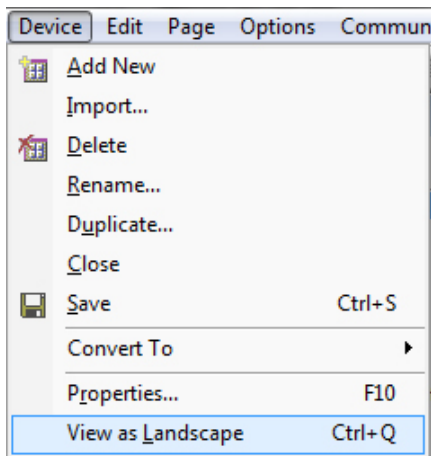 Device Edit Page Options Commun
Add New
Import...
Delete
Rename...
Duplicate...
Close
Save Ctrl+S
Convert To
Properties... F10
View as Landscape Ctrl+Q